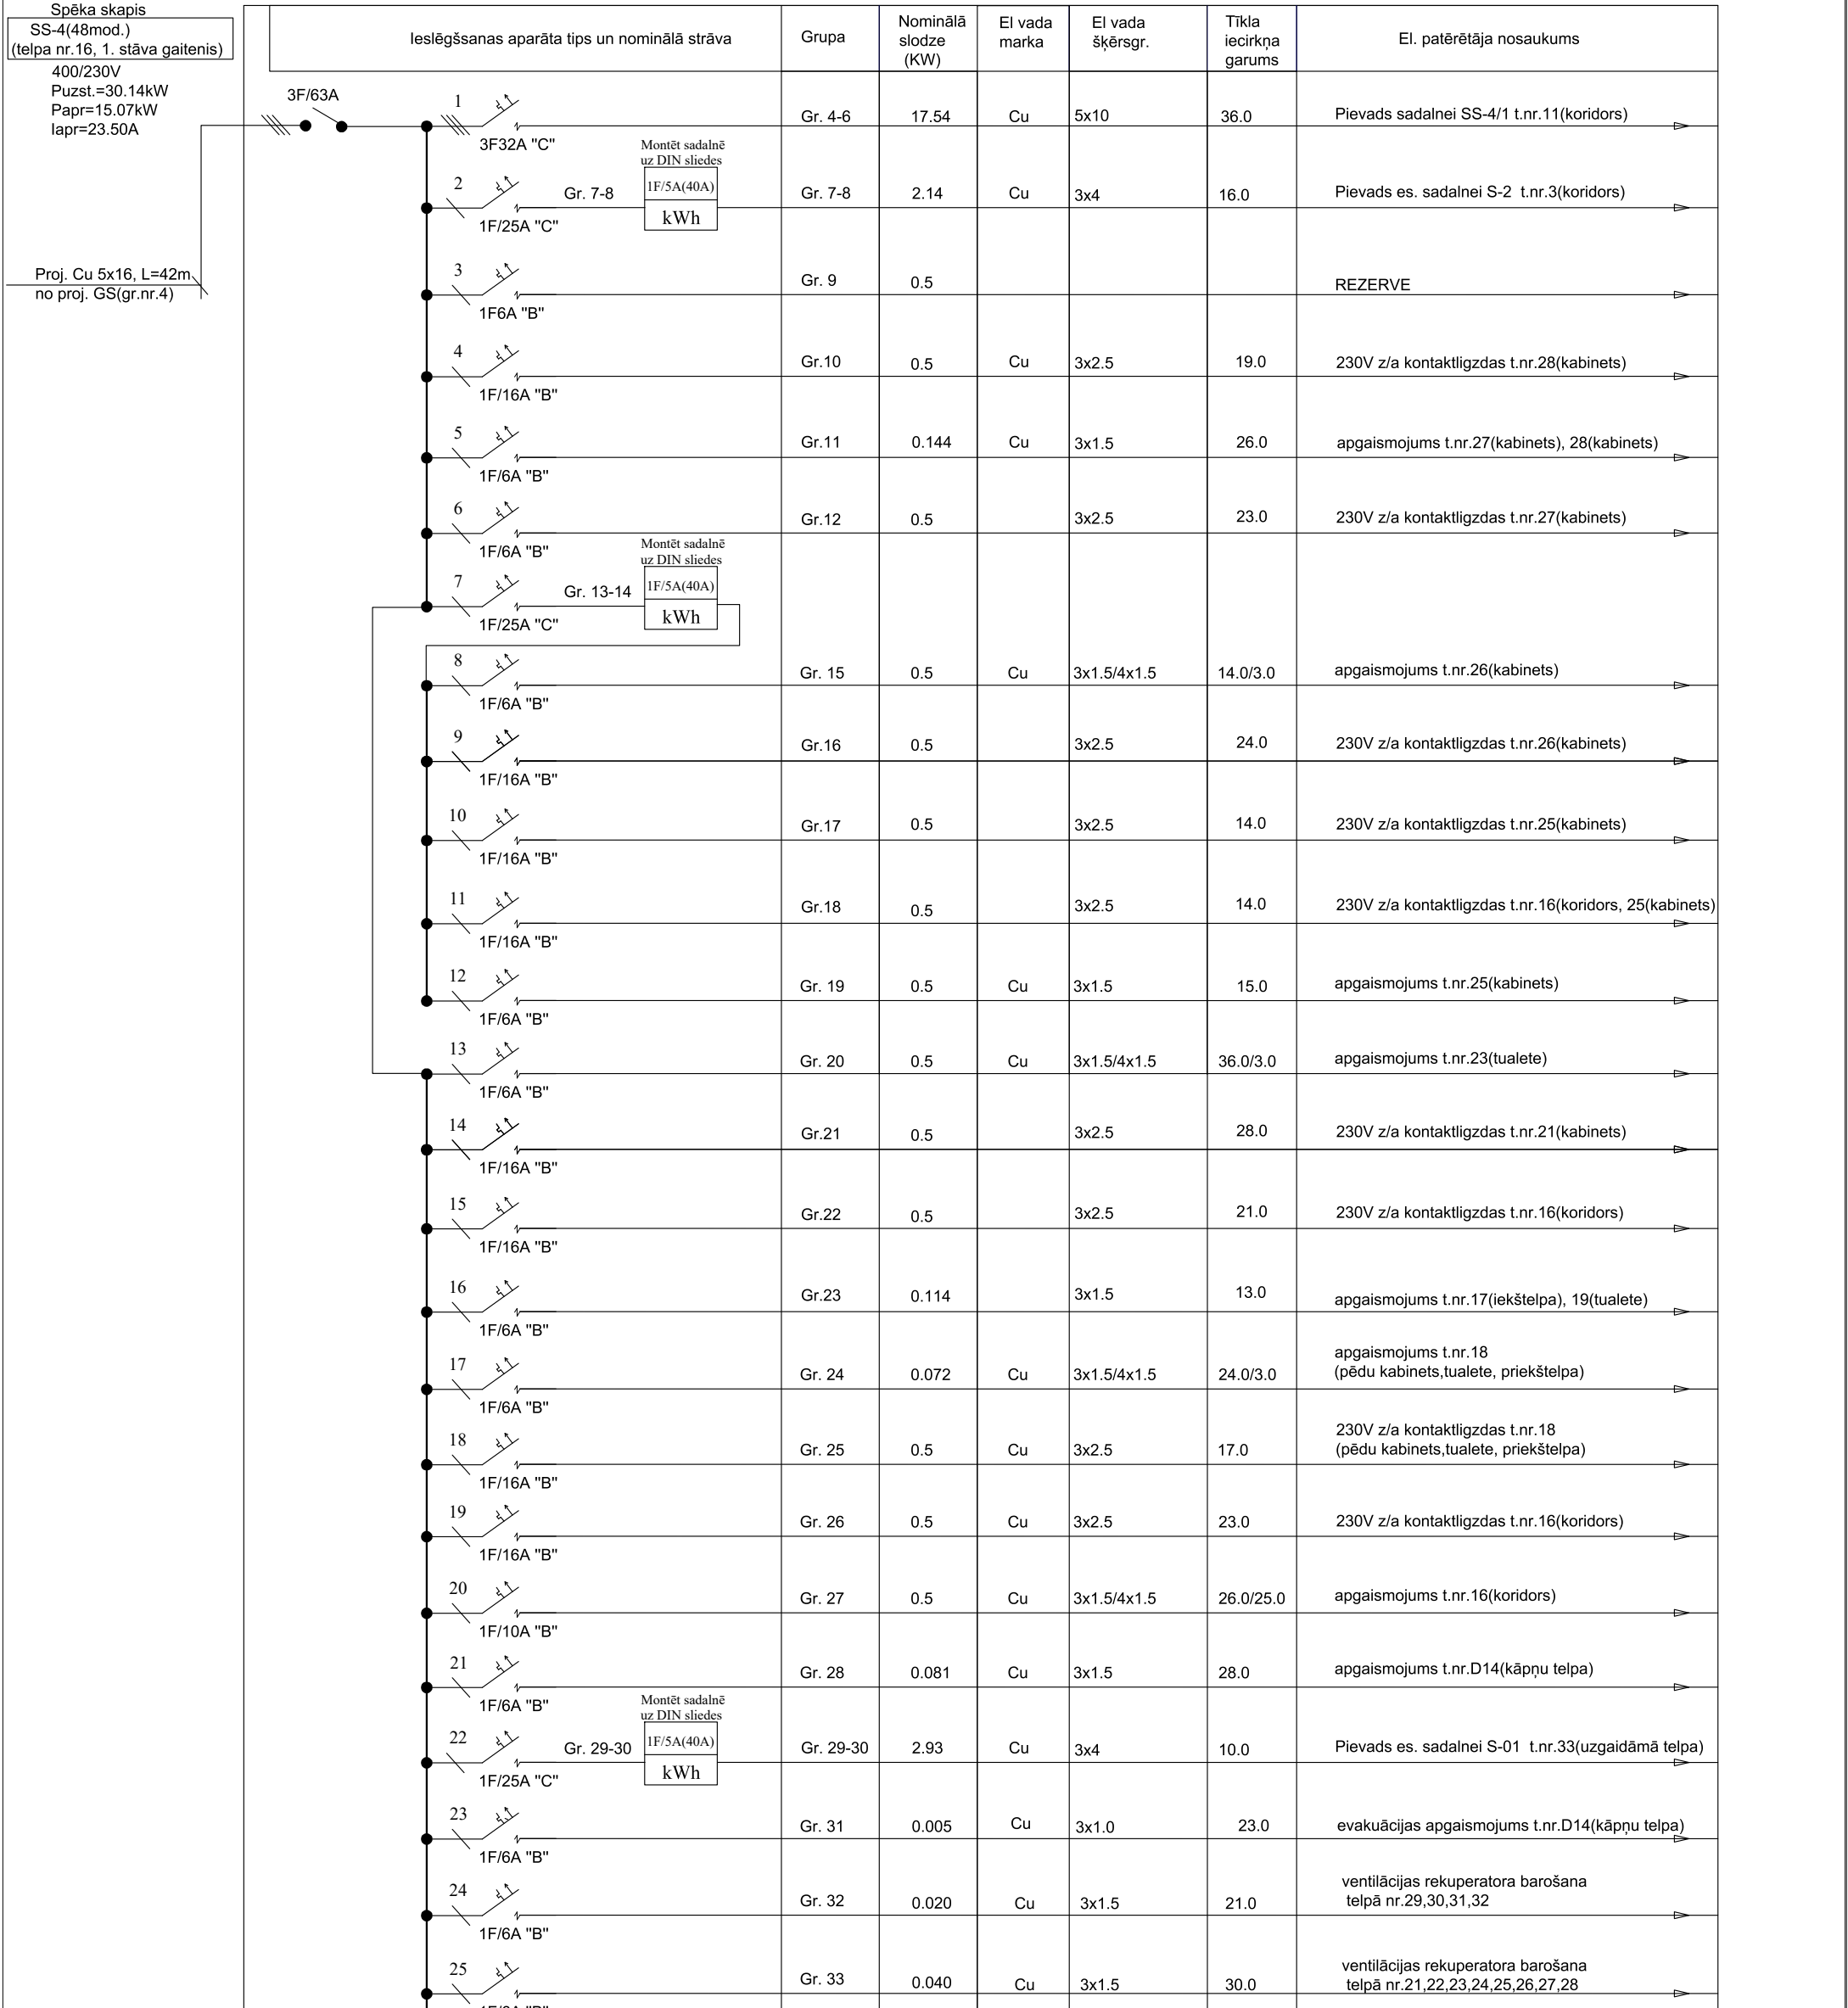 Spēka skapis
SS-4(48mod.)
(telpa nr.16, 1. stāva gaitenis)
400/230V
Puzst.=30.14kW
Papr=15.07kW
Iapr=23.50A
Proj. Cu 5x16, L=42m
no proj. GS(gr.nr.4)
3F/63A
Ieslēgšsanas aparāta tips un nominālā strāva
Grupa
Nominālā
slodze
(KW)
El vada
marka
El vada
šķērsgr.
Tīkla
iecirkņa
garums
El. patērētāja nosaukums
1
3F32A "C"
Gr. 4-6 17.54 Cu 5x10 36.0 Pievads sadalnei SS-4/1 t.nr.11(koridors)
2
1F/25A "C"
Gr. 7-8
Montēt sadalnē
uz DIN sliedes
1F/5A(40A)
kWh
Gr. 7-8 2.14 Cu 3x4 16.0 Pievads es. sadalnei S-2 t.nr.3(koridors)
3
1F6A "B"
Gr. 9 0.5 REZERVE
4
1F/16A "B"
Gr.10 0.5 Cu 3x2.5 19.0 230V z/a kontaktligzdas t.nr.28(kabinets)
5
1F/6A "B"
Gr.11 0.144 Cu 3x1.5 26.0 apgaismojums t.nr.27(kabinets), 28(kabinets)
6
1F/6A "B"
Gr.12 0.5 3x2.5 23.0 230V z/a kontaktligzdas t.nr.27(kabinets)
7
1F/25A "C"
Gr. 13-14
Montēt sadalnē
uz DIN sliedes
1F/5A(40A)
kWh
8
1F/6A "B"
Gr. 15 0.5 Cu 3x1.5/4x1.5 14.0/3.0 apgaismojums t.nr.26(kabinets)
9
1F/16A "B"
Gr.16 0.5 3x2.5 24.0 230V z/a kontaktligzdas t.nr.26(kabinets)
10
1F/16A "B"
Gr.17 0.5 3x2.5 14.0 230V z/a kontaktligzdas t.nr.25(kabinets)
11
1F/16A "B"
Gr.18 0.5 3x2.5 14.0 230V z/a kontaktligzdas t.nr.16(koridors, 25(kabinets)
12
1F/6A "B"
Gr. 19 0.5 Cu 3x1.5 15.0 apgaismojums t.nr.25(kabinets)
13
1F/6A "B"
Gr. 20 0.5 Cu 3x1.5/4x1.5 36.0/3.0 apgaismojums t.nr.23(tualete)
14
1F/16A "B"
Gr.21 0.5 3x2.5 28.0 230V z/a kontaktligzdas t.nr.21(kabinets)
15
1F/16A "B"
Gr.22 0.5 3x2.5 21.0 230V z/a kontaktligzdas t.nr.16(koridors)
16
1F/6A "B"
Gr.23 0.114 3x1.5 13.0 apgaismojums t.nr.17(iekštelpa), 19(tualete)
17
1F/6A "B"
Gr. 24 0.072 Cu 3x1.5/4x1.5 24.0/3.0 apgaismojums t.nr.18
(pēdu kabinets,tualete, priekštelpa)
18
1F/16A "B"
Gr. 25 0.5 Cu 3x2.5 17.0 230V z/a kontaktligzdas t.nr.18
(pēdu kabinets,tualete, priekštelpa)
19
1F/16A "B"
Gr. 26 0.5 Cu 3x2.5 23.0 230V z/a kontaktligzdas t.nr.16(koridors)
20
1F/10A "B"
Gr. 27 0.5 Cu 3x1.5/4x1.5 26.0/25.0 apgaismojums t.nr.16(koridors)
21
1F/6A "B"
Gr. 28 0.081 Cu 3x1.5 28.0 apgaismojums t.nr.D14(kāpņu telpa)
22
1F/25A "C"
Gr. 29-30
Montēt sadalnē
uz DIN sliedes
1F/5A(40A)
kWh
Gr. 29-30 2.93 Cu 3x4 10.0 Pievads es. sadalnei S-01 t.nr.33(uzgaidāmā telpa)
23
1F/6A "B"
Gr. 31 0.005 Cu 3x1.0 23.0 evakuācijas apgaismojums t.nr.D14(kāpņu telpa)
24
1F/6A "B"
Gr. 32 0.020 Cu 3x1.5 21.0 ventilācijas rekuperatora barošana
telpā nr.29,30,31,32
25
Gr. 33 0.040 Cu 3x1.5 30.0 ventilācijas rekuperatora barošana
telpā nr.21,22,23,24,25,26,27,28